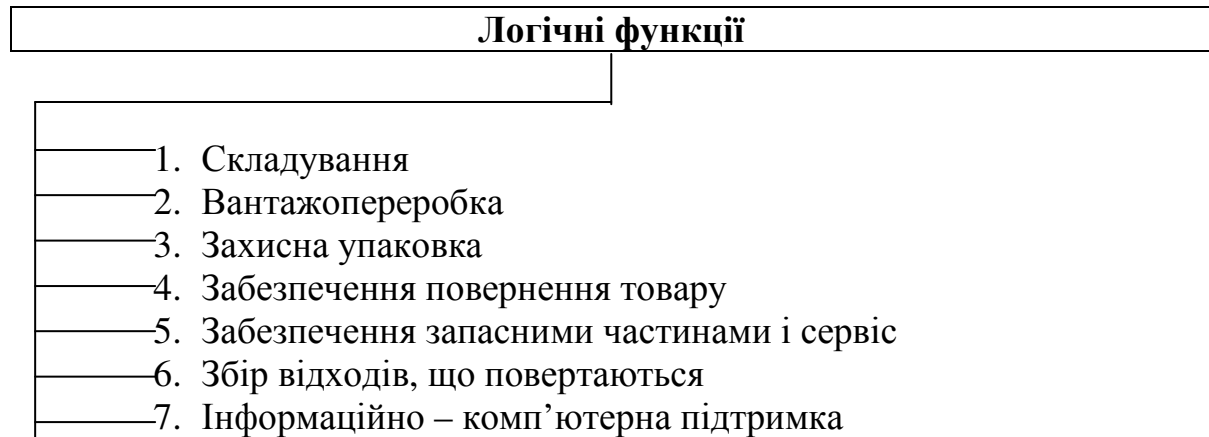 Логічні функції
1. Складування
2. Вантажопереробка
3. Захисна упаковка
4. Забезпечення повернення товару
5. Забезпечення запасними частинами і сервіс
6. Збір відходів, що повертаються
7. Інформаційно – комп’ютерна підтримка